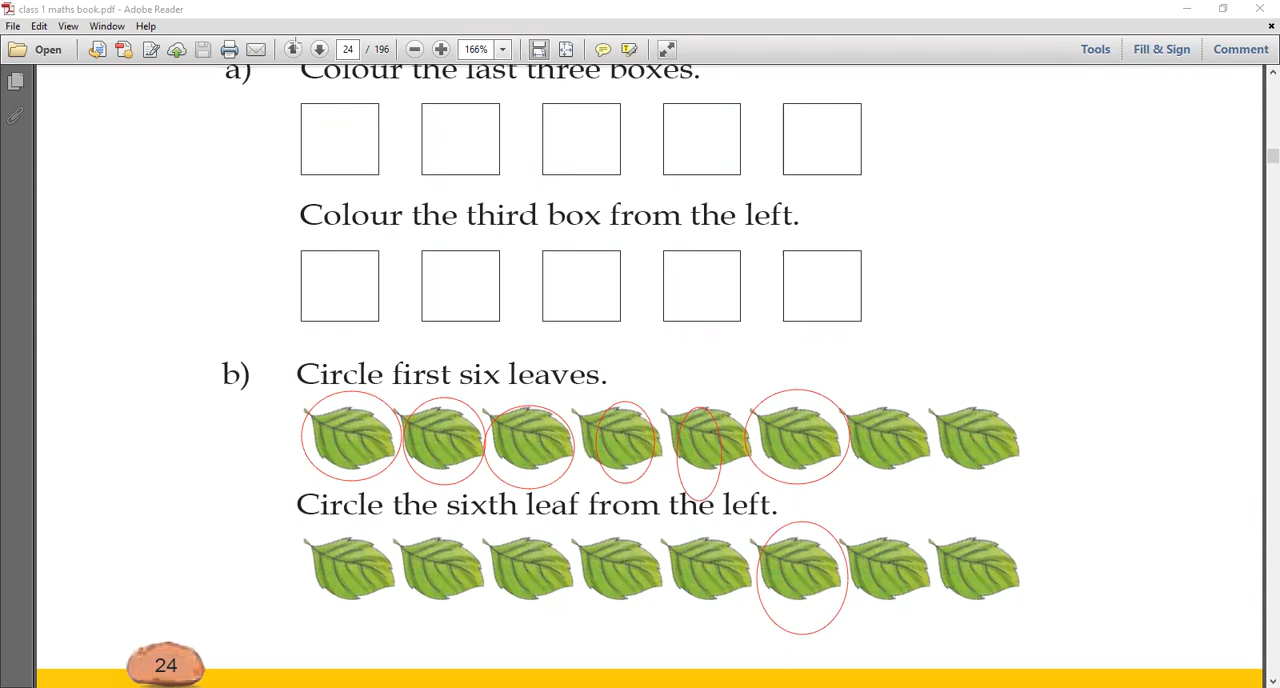 class 1 maths book.pdf - Adobe Reader
File Edit View Window Help
Open 24 / 196 166% Tools Fill & Sign Comment
a) Colour the last three boxes.
Colour the third box from the left.
b) Circle first six leaves.
Circle the sixth leaf from the left.
24